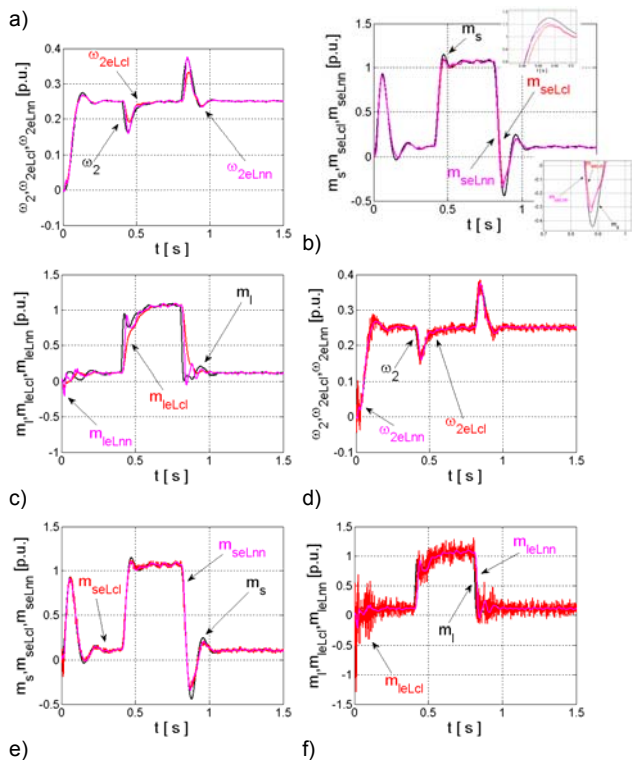 a)
ω2,ω2eLcl,ω2eLnn [p.u.]
0.4
0.3
0.2
0.1
0
0 0.5 1 1.5
t [ s ]
ω2eLcl
ω2
ω2eLnn
b)
ms,mseLcl,mseLnn [p.u.]
1.5
1
0.5
0
-0.5
0 0.5 1
t [ s ]
ms
mseLcl
mseLnn
t [s]
ms
c)
ml,mleLcl,mleLnn [p.u.]
1.5
1
0.5
0
-0.5
-1
0 0.5 1 1.5
t [ s ]
ml
mleLcl
mleLnn
d)
ω2,ω2eLcl,ω2eLnn [p.u.]
0.4
0.3
0.2
0.1
0
-0.1
0 0.5 1 1.5
t [ s ]
ω2
ω2eLcl
ω2eLnn
e)
ms,mseLcl,mseLnn [p.u.]
1.5
1
0.5
0
-0.5
0 0.5 1 1.5
t [ s ]
mseLcl
mseLnn
ms
f)
ml,mleLcl,mleLnn [p.u.]
1.5
1
0.5
0
-0.5
-1
0 0.5 1 1.5
t [ s ]
mleLnn
ml
mleLcl